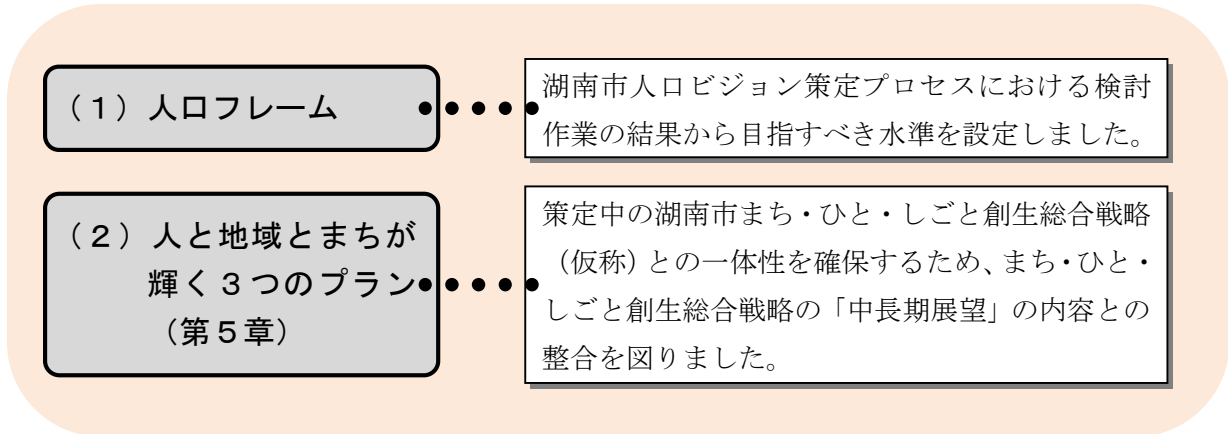 (1)人口フレーム
湖南市人口ビジョン策定プロセスにおける検討
作業の結果から目指すべき水準を設定しました。
(2)人と地域とまちが
輝く3つのプラン
(第5章)
策定中の湖南市まち・ひと・しごと創生総合戦略
(仮称)との一体性を確保するため、まち・ひと・
しごと創生総合戦略の「中長期展望」の内容との
整合を図りました。